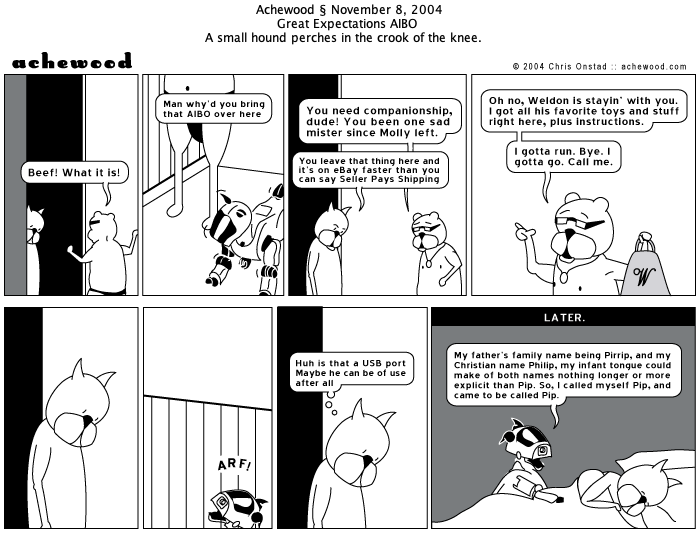 Achewood § November 8, 2004
Great Expectations AIBO
A small hound perches in the crook of the knee.
achewood
© 2004 Chris Onstad :: achewood.com
Beef! What it is!
Man why'd you bring
that AIBO over here
You need companionship,
dude! You been one sad
mister since Molly left.
You leave that thing here and
it's on eBay faster than you
can say Seller Pays Shipping
Oh no, Weldon is stayin' with you.
I got all his favorite toys and stuff
right here, plus instructions.
I gotta run. Bye. I
gotta go. Call me.
W
ARF!
Huh is that a USB port
Maybe he can be of use
after all
LATER.
My father's family name being Pirrip, and my
Christian name Philip, my infant tongue could
make of both names nothing longer or more
explicit than Pip. So, I called myself Pip, and
came to be called Pip.